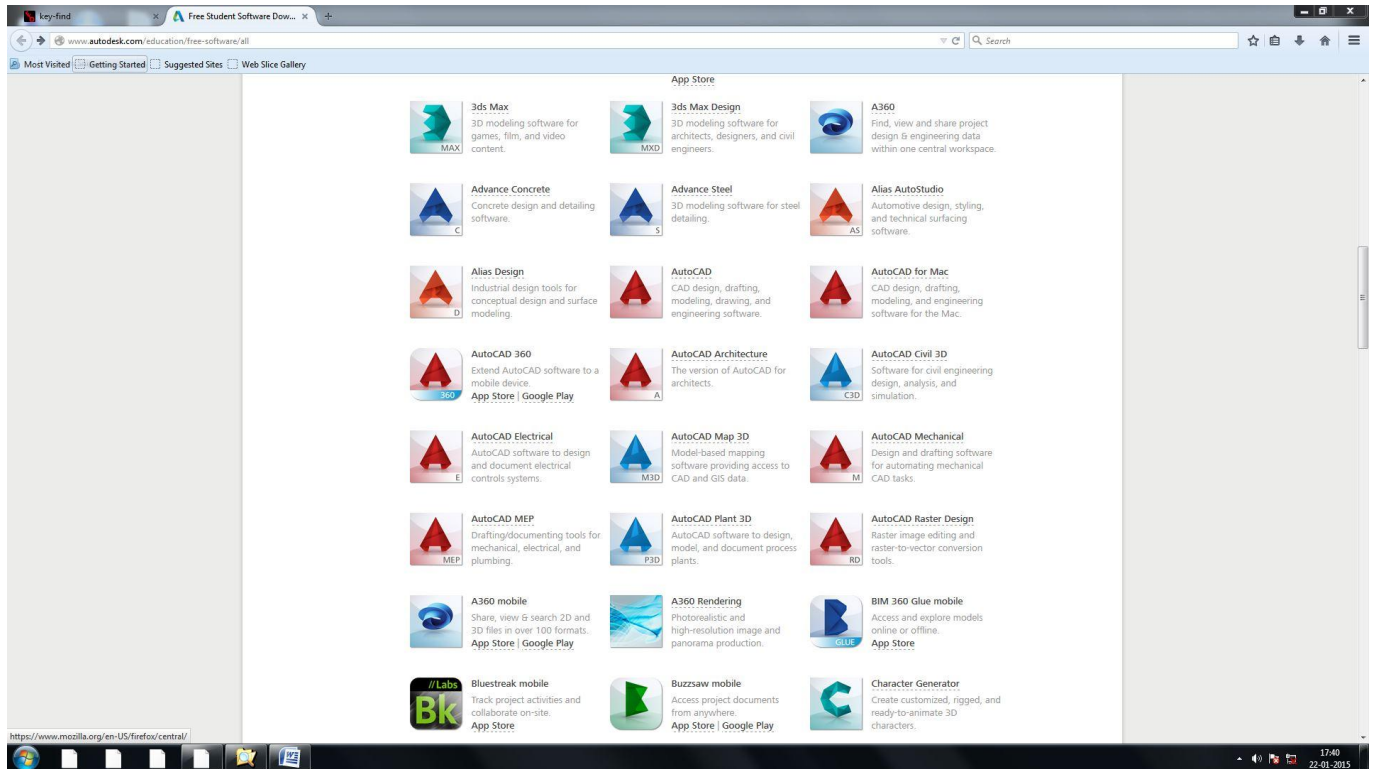 key-find
Free Student Software Dow...
www.autodesk.com/education/free-software/all
Search
Most Visited
Getting Started
Suggested Sites
Web Slice Gallery
App Store
MAX
3ds Max
3D modeling software for
games, film, and video
content.
MXD
3ds Max Design
3D modeling software for
architects, designers, and civil
engineers.
A360
Find, view and share project
design & engineering data
within one central workspace.
C
Advance Concrete
Concrete design and detailing
software.
S
Advance Steel
3D modeling software for steel
detailing.
AS
Alias AutoStudio
Automotive design, styling,
and technical surfacing
software.
D
Alias Design
Industrial design tools for
conceptual design and surface
modeling.
AutoCAD
CAD design, drafting,
modeling, drawing, and
engineering software.
AutoCAD for Mac
CAD design, drafting,
modeling, and engineering
software for the Mac.
360
AutoCAD 360
Extend AutoCAD software to a
mobile device.
App Store | Google Play
A
AutoCAD Architecture
The version of AutoCAD for
architects.
C3D
AutoCAD Civil 3D
Software for civil engineering
design, analysis, and
simulation.
E
AutoCAD Electrical
AutoCAD software to design
and document electrical
controls systems.
M3D
AutoCAD Map 3D
Model-based mapping
software providing access to
CAD and GIS data.
M
AutoCAD Mechanical
Design and drafting software
for automating mechanical
CAD tasks.
MEP
AutoCAD MEP
Drafting/documenting tools for
mechanical, electrical, and
plumbing.
P3D
AutoCAD Plant 3D
AutoCAD software to design,
model, and document process
plants.
RD
AutoCAD Raster Design
Raster image editing and
raster-to-vector conversion
tools.
A360 mobile
Share, view & search 2D and
3D files in over 100 formats.
App Store | Google Play
A360 Rendering
Photorealistic and
high-resolution image and
panorama production.
GLUE
BIM 360 Glue mobile
Access and explore models
online or offline.
App Store
//Labs
Bk
Bluestreak mobile
Track project activities and
collaborate on-site.
App Store
Buzzsaw mobile
Access project documents
from anywhere.
App Store | Google Play
Character Generator
Create customized, rigged, and
ready-to-animate 3D
characters.
https://www.mozilla.org/en-US/firefox/central/
17:40
22-01-2015